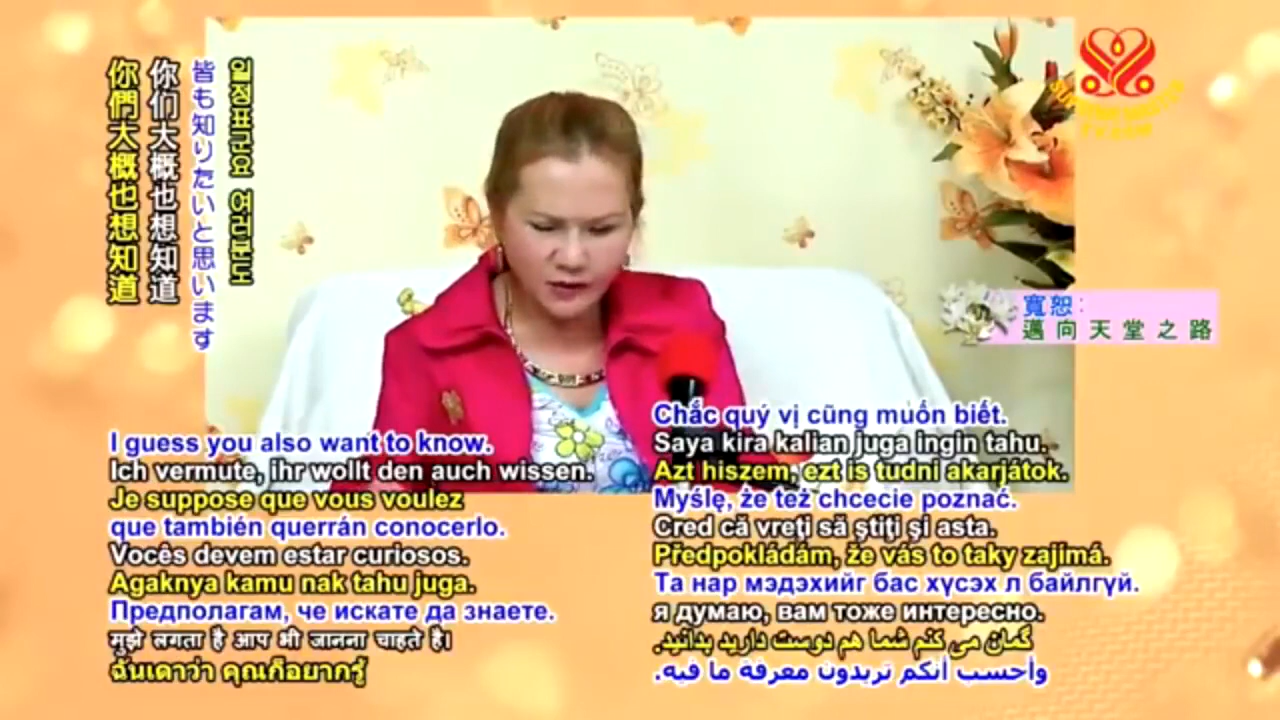 你們大概也想知道
你们大概也想知道
皆も知りたいと思います
일정표군요 여러분도
寬恕:
邁向天堂之路
I guess you also want to know.
Ich vermute, ihr wollt den auch wissen.
Je suppose que vous voulez
que también querrán conocerlo.
Vocês devem estar curiosos.
Agaknya kamu nak tahu juga.
Предполагам, че искате да знаете.
मुझे लगता है आप भी जानना चाहते है।
ฉันเดาว่า คุณก็อยากรู้
Chắc quý vị cũng muốn biết.
Saya kira kalian juga ingin tahu.
Azt hiszem, ezt is tudni akarjátok.
Myślę, że też chcecie poznać.
Cred că vreţi să ştiţi şi asta.
Předpokládám, že vás to taky zajímá.
Та нар мэдэхийг бас хүсэх л байлгүй.
я думаю, вам тоже интересно.
گمان می کنم شما هم دوست دارید بدانید.
وأحسب أنكم تريدون معرفة ما فيه.